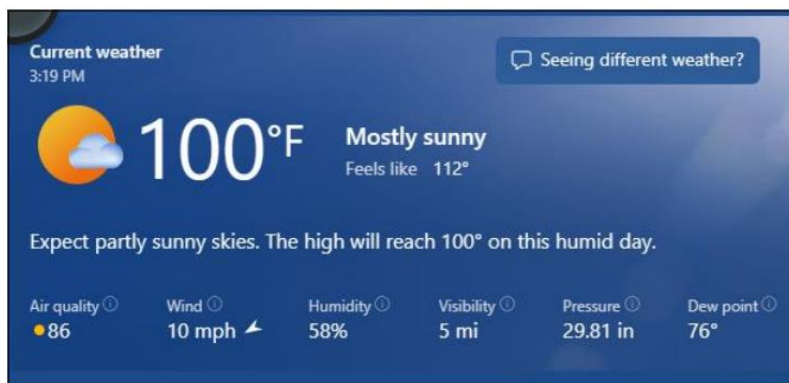 Current weather
3:19 PM
Seeing different weather?
100°F
Mostly sunny
Feels like 112°
Expect partly sunny skies. The high will reach 100° on this humid day.
Air quality Wind Humidity Visibility Pressure Dew point
86 10 mph 58% 5 mi 29.81 in 76°